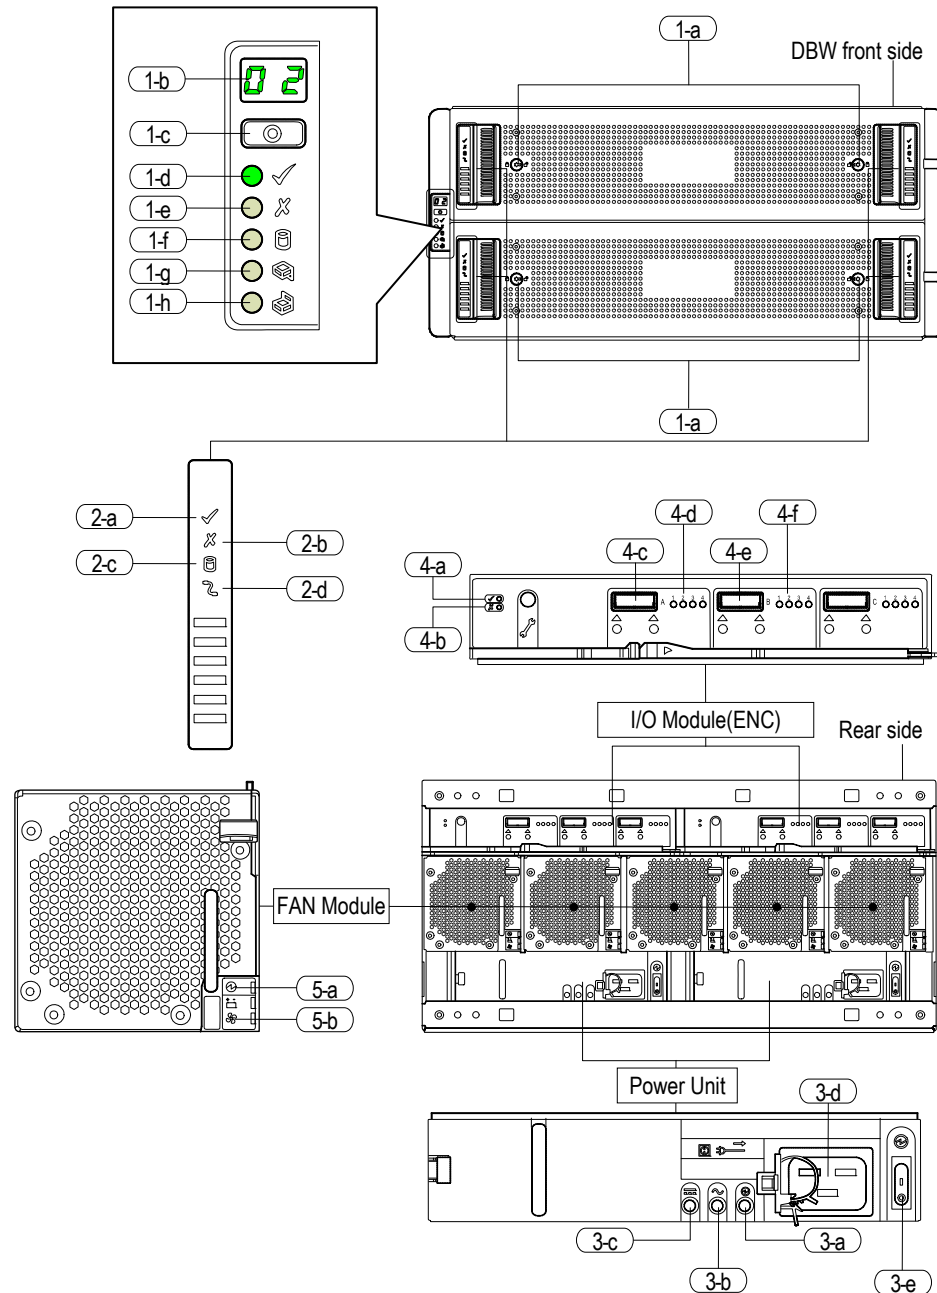 1-a
DBW front side
1-b
02
1-c
1-d
1-e
1-f
1-g
1-h
1-a
2-a
2-b
2-c
2-d
4-d
4-f
4-a
4-c
4-e
4-b
A 1 2 3 4
B 1 2 3 4
C 1 2 3 4
I/O Module(ENC)
Rear side
FAN Module
5-a
5-b
Power Unit
3-d
3-c
3-a
3-b
3-e